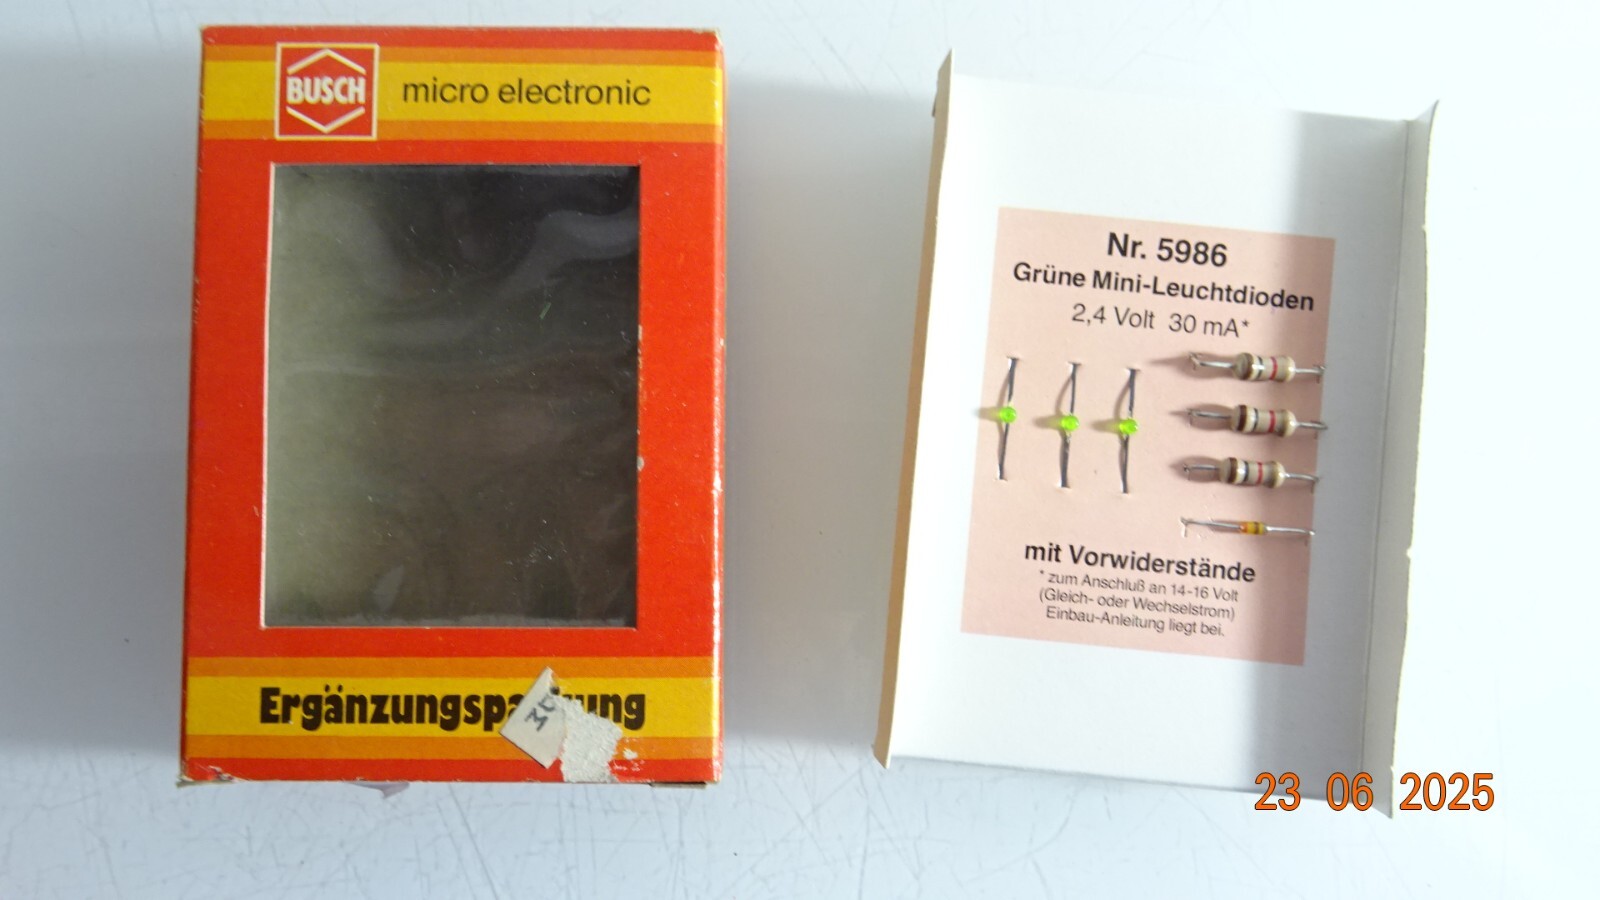 BUSCH
micro electronic
Ergänzungspa ung
30
Nr. 5986
Grüne Mini-Leuchtdioden
2,4 Volt 30 mA*
mit Vorwiderstände
* zum Anschluß an 14-16 Volt
(Gleich- oder Wechselstrom)
Einbau-Anleitung liegt bei.
23 06 2025